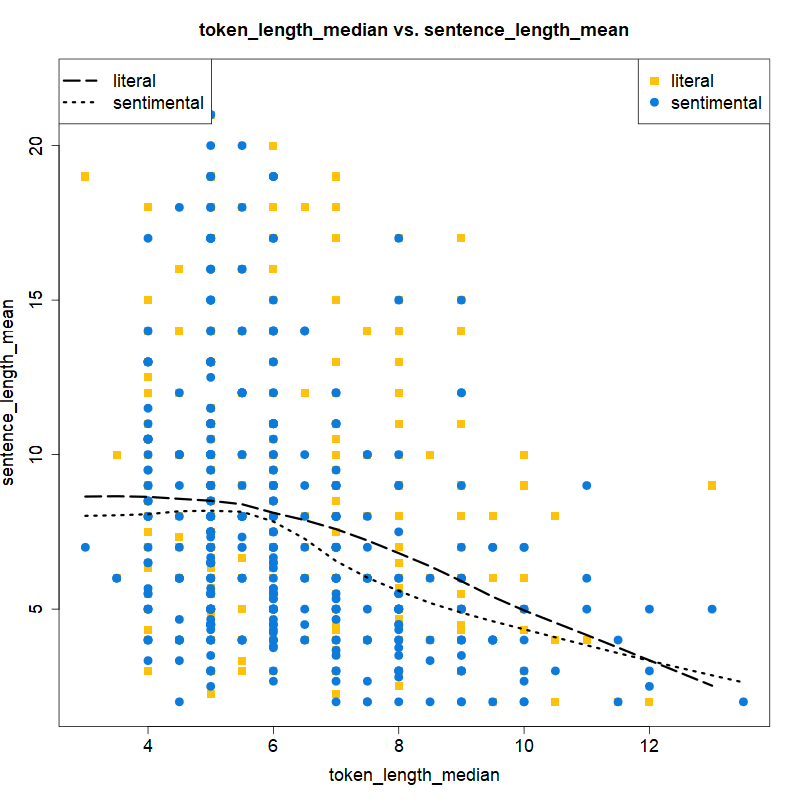 token_length_median vs. sentence_length_mean
literal
sentimental
literal
sentimental
sentence_length_mean
20
15
10
5
4 6 8 10 12
token_length_median